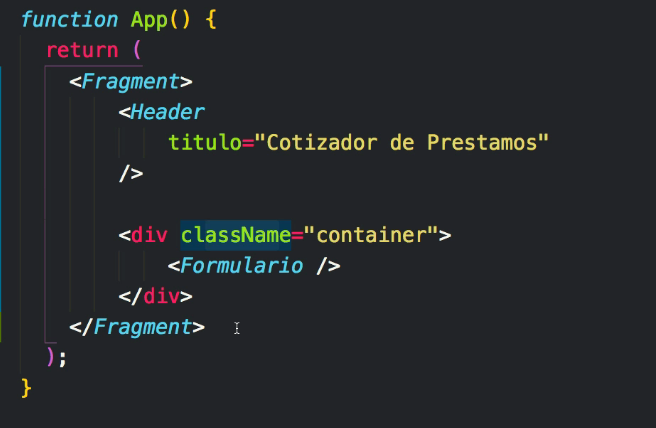 function App() {
return (
<Fragment>
<Header
titulo="Cotizador de Prestamos"
/>
<div className="container">
<Formulario />
</div>
</Fragment>
);
}